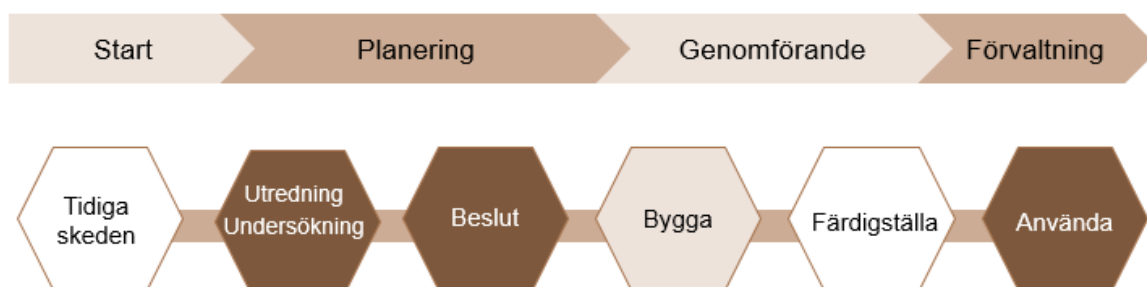 Start
Planering
Genomförande
Förvaltning
Tidiga
skeden
Utredning
Undersökning
Beslut
Bygga
Färdigställa
Använda